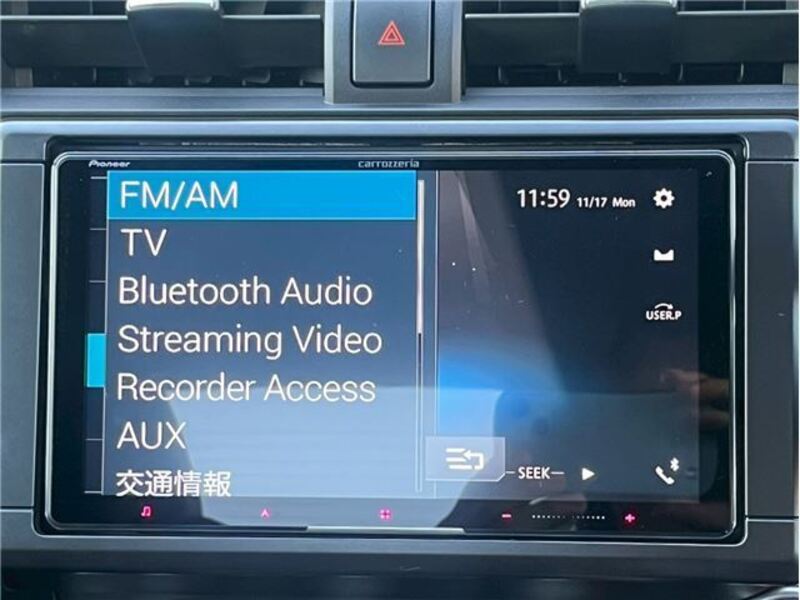 Pioneer
carrozzeria
FM/AM
TV
Bluetooth Audio
Streaming Video
Recorder Access
AUX
交通情報
11:59 11/17 Mon
USER.P
SEEK